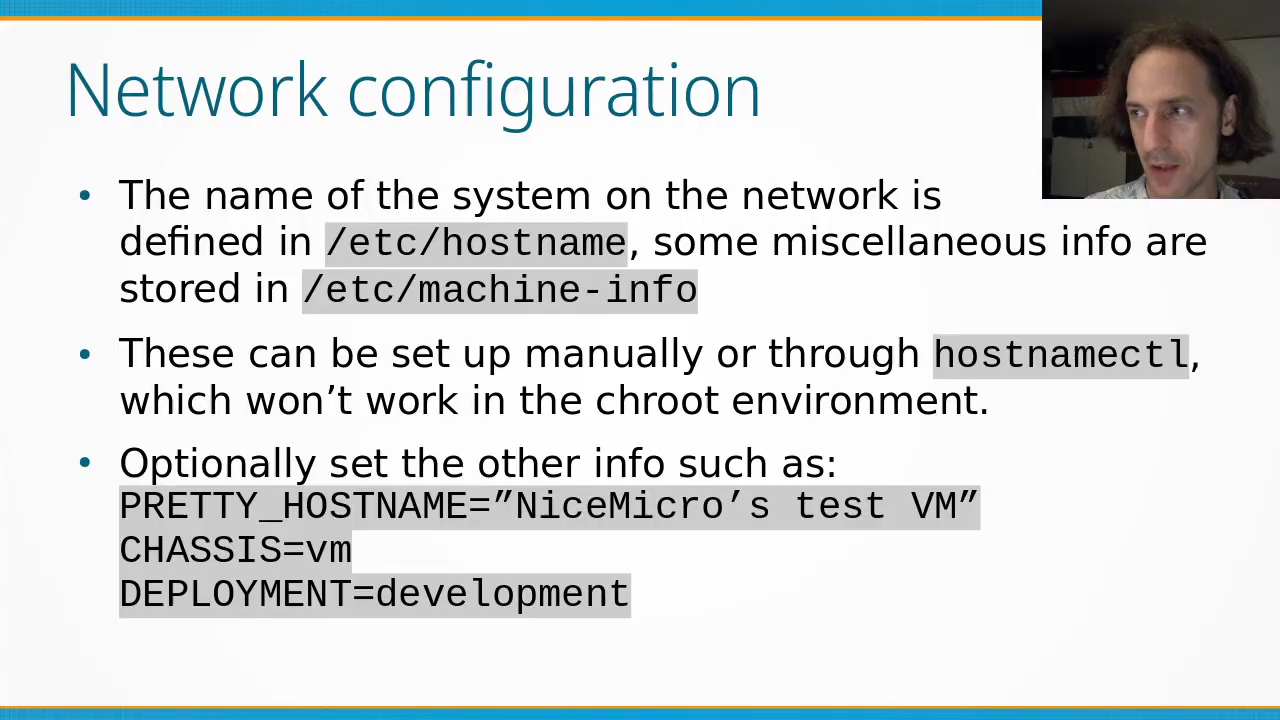 Network configuration
• The name of the system on the network is
defined in /etc/hostname, some miscellaneous info are
stored in /etc/machine-info
• These can be set up manually or through hostnamectl,
which won’t work in the chroot environment.
• Optionally set the other info such as:
PRETTY_HOSTNAME=”NiceMicro’s test VM”
CHASSIS=vm
DEPLOYMENT=development